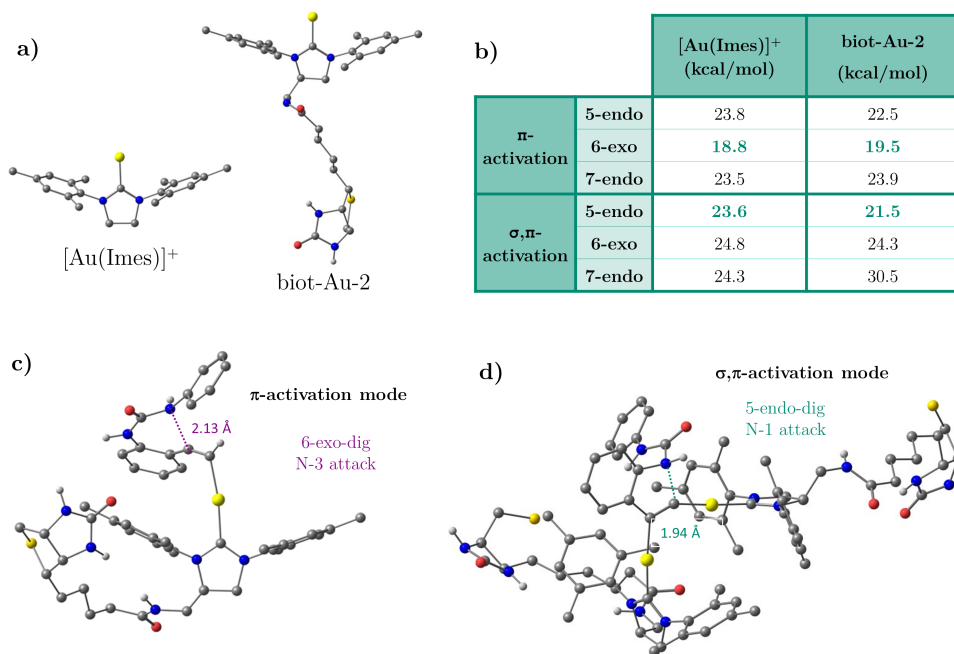 a)
[Au(Imes)]⁺
biot-Au-2
b)
[Au(Imes)]⁺ (kcal/mol)
biot-Au-2 (kcal/mol)
π-activation
5-endo 23.8 22.5
6-exo 18.8 19.5
7-endo 23.5 23.9
σ,π-activation
5-endo 23.6 21.5
6-exo 24.8 24.3
7-endo 24.3 30.5
c)
π-activation mode
2.13 Å
6-exo-dig
N-3 attack
d)
σ,π-activation mode
5-endo-dig
N-1 attack
1.94 Å